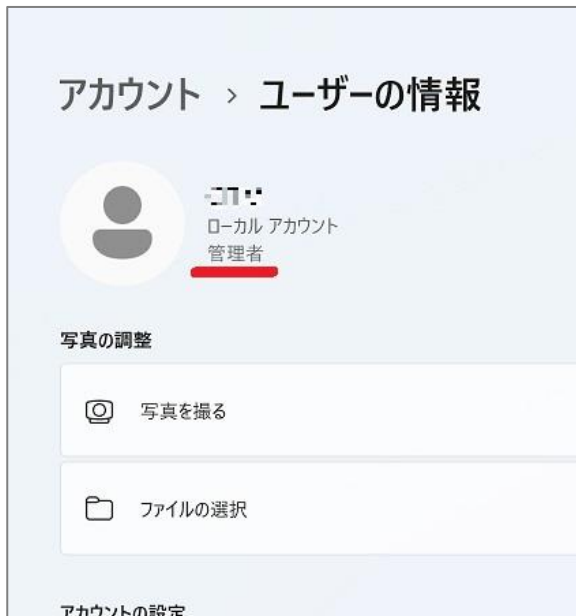 アカウント > ユーザーの情報
ローカル アカウント
管理者
写真の調整
写真を撮る
ファイルの選択
アカウントの設定